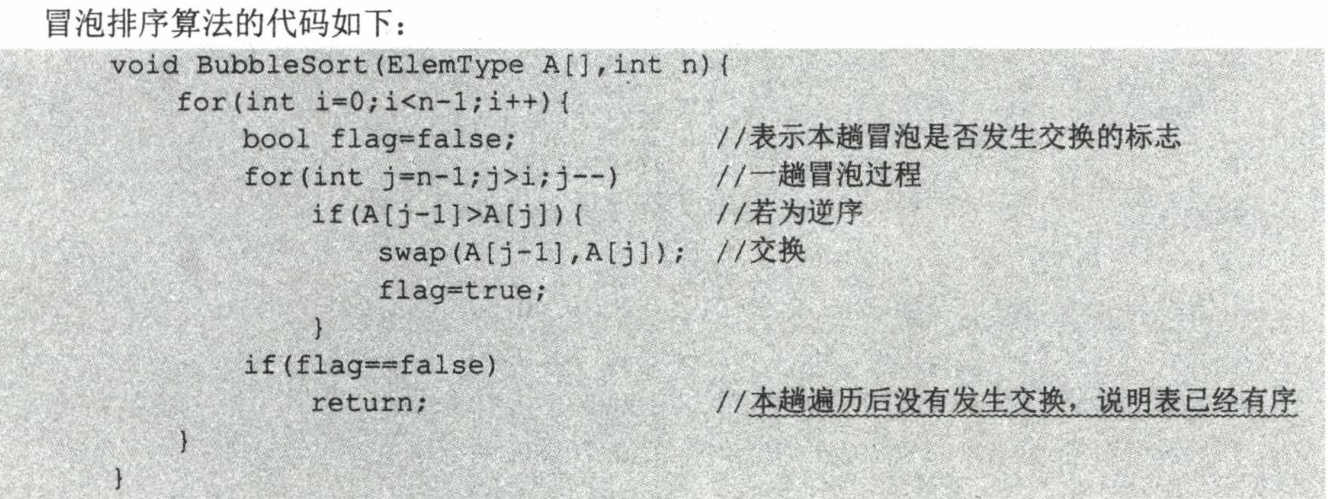 冒泡排序算法的代码如下：
void BubbleSort(ElemType A[],int n){
for(int i=0;i<n-1;i++){
bool flag=false; //表示本趟冒泡是否发生交换的标志
for(int j=n-1;j>i;j--) //一趟冒泡过程
if(A[j-1]>A[j]){ //若为逆序
swap(A[j-1],A[j]); //交换
flag=true;
}
if(flag==false)
return; //本趟遍历后没有发生交换，说明表已经有序
}
}